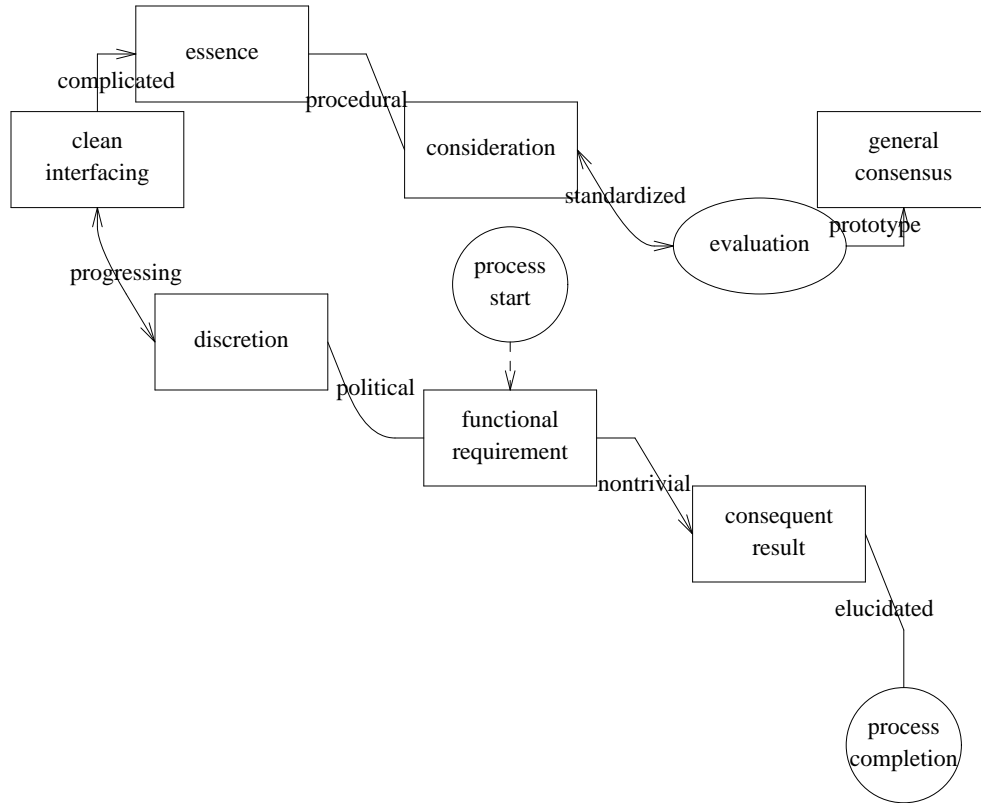 essence
complicated
procedural
clean
interfacing
consideration
general
consensus
standardized
prototype
evaluation
progressing
process
start
discretion
political
functional
requirement
nontrivial
consequent
result
elucidated
process
completion